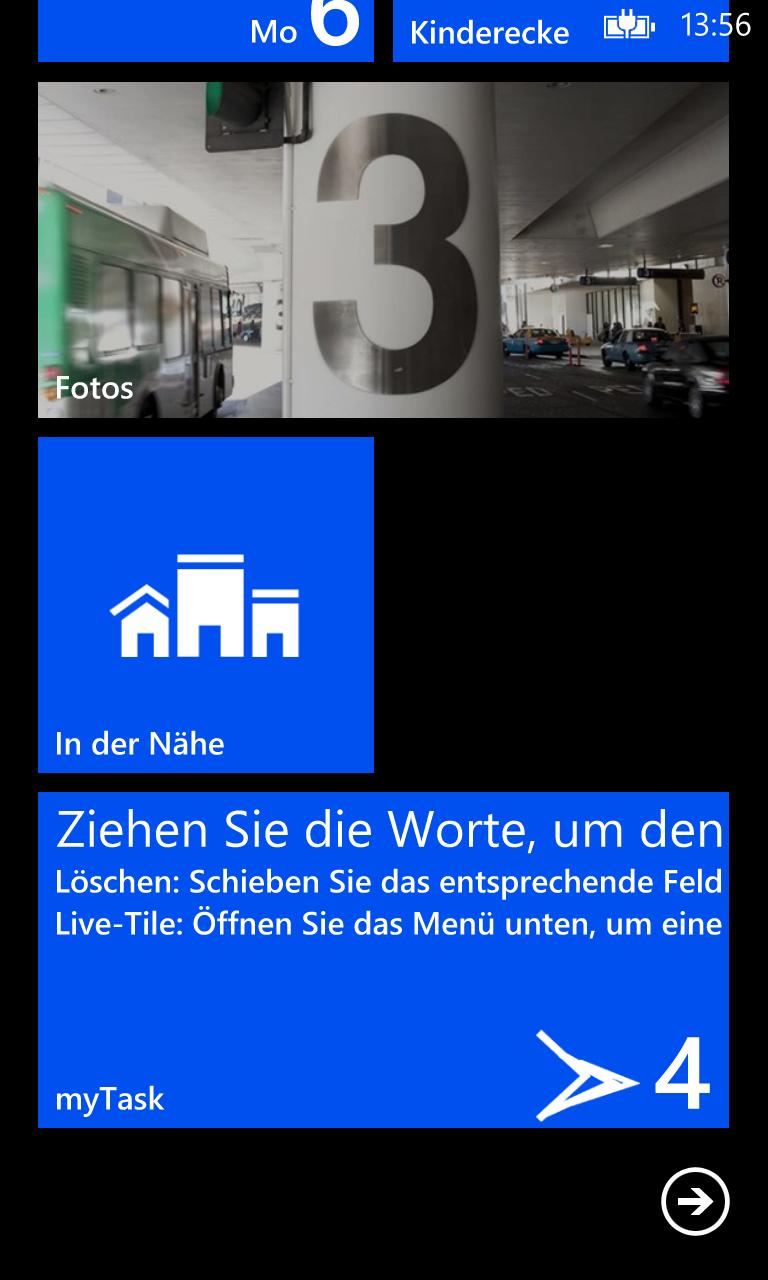 Mo 6
Kinderecke
13:56
3
Fotos
In der Nähe
Ziehen Sie die Worte, um den
Löschen: Schieben Sie das entsprechende Feld
Live-Tile: Öffnen Sie das Menü unten, um eine
myTask
4